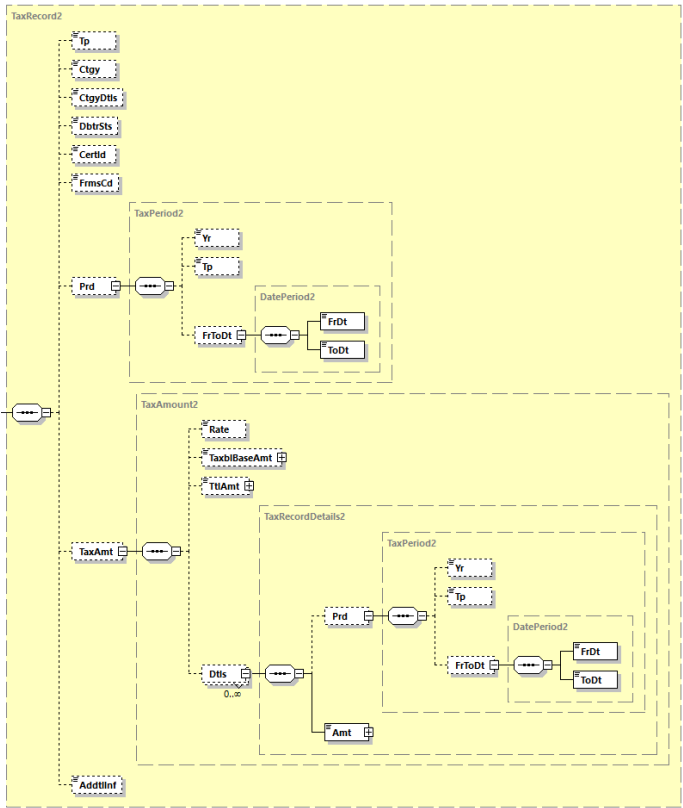 TaxRecord2
Tp
Ctgy
CtgyDtls
DbtrSts
CertId
FrmsCd
TaxPeriod2
Yr
Tp
Prd
DatePeriod2
FrDt
FrToDt
ToDt
TaxAmount2
Rate
TaxblBaseAmt
TtlAmt
TaxRecordDetails2
TaxPeriod2
TaxAmt
Yr
Tp
Prd
DatePeriod2
FrDt
FrToDt
Dtls
ToDt
0..∞
Amt
AddtlInf